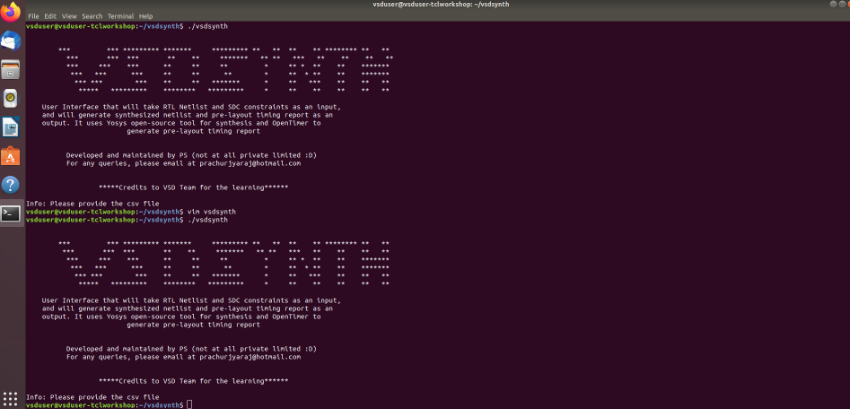 vsduser@vsduser-tclworkshop: ~/vsdsynth
File Edit View Search Terminal Help
vsduser@vsduser-tclworkshop:~/vsdsynth$ ./vsdsynth
VSDSYNTH
User Interface that will take RTL Netlist and SDC constraints as an input,
and will generate synthesized netlist and pre-layout timing report as an
output. It uses Yosys open-source tool for synthesis and OpenTimer to
generate pre-layout timing report
Developed and maintained by PS (not at all private limited :D)
For any queries, please email at prachurjyaraj@hotmail.com
*****Credits to VSD Team for the learning******
Info: Please provide the csv file
vsduser@vsduser-tclworkshop:~/vsdsynth$ vim vsdsynth
vsduser@vsduser-tclworkshop:~/vsdsynth$ ./vsdsynth
VSDSYNTH
User Interface that will take RTL Netlist and SDC constraints as an input,
and will generate synthesized netlist and pre-layout timing report as an
output. It uses Yosys open-source tool for synthesis and OpenTimer to
generate pre-layout timing report
Developed and maintained by PS (not at all private limited :D)
For any queries, please email at prachurjyaraj@hotmail.com
*****Credits to VSD Team for the learning******
Info: Please provide the csv file
vsduser@vsduser-tclworkshop:~/vsdsynth$